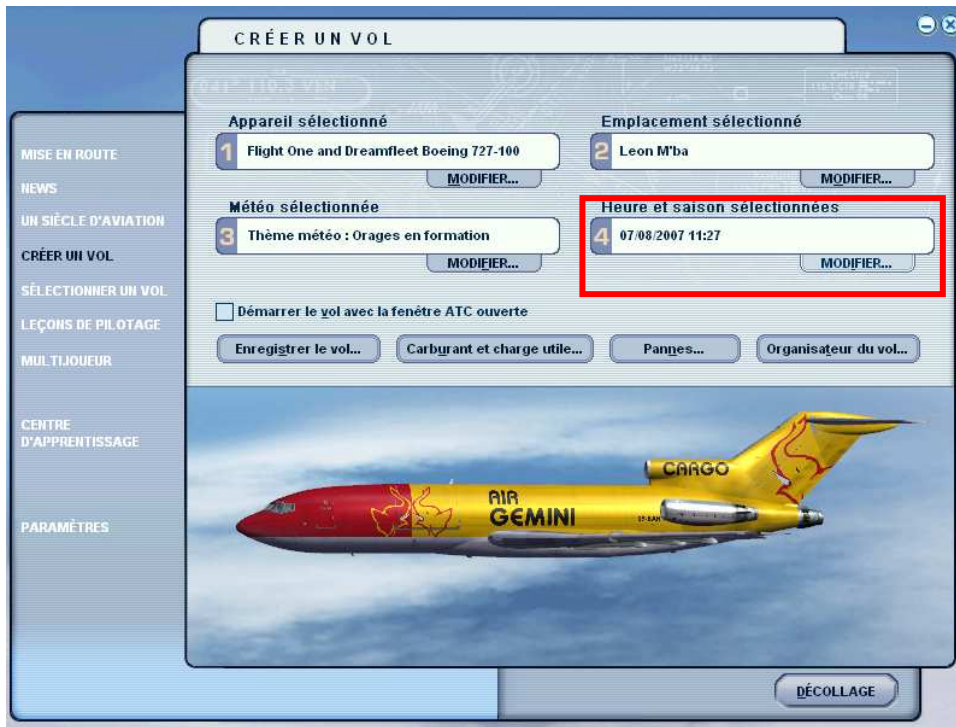 CRÉER UN VOL
MISE EN ROUTE
NEWS
UN SIÈCLE D'AVIATION
CRÉER UN VOL
SÉLECTIONNER UN VOL
LEÇONS DE PILOTAGE
MULTIJOUEUR
CENTRE
D'APPRENTISSAGE
PARAMÈTRES
Appareil sélectionné
1 Flight One and Dreamfleet Boeing 727-100
MODIFIER...
Emplacement sélectionné
2 Leon M'ba
MODIFIER...
Météo sélectionnée
3 Thème météo : Orages en formation
MODIFIER...
Heure et saison sélectionnées
4 07/08/2007 11:27
MODIFIER...
Démarrer le vol avec la fenêtre ATC ouverte
Enregistrer le vol...
Carburant et charge utile...
Pannes...
Organisateur du vol...
CARGO
AIR
GEMINI
DÉCOLLAGE